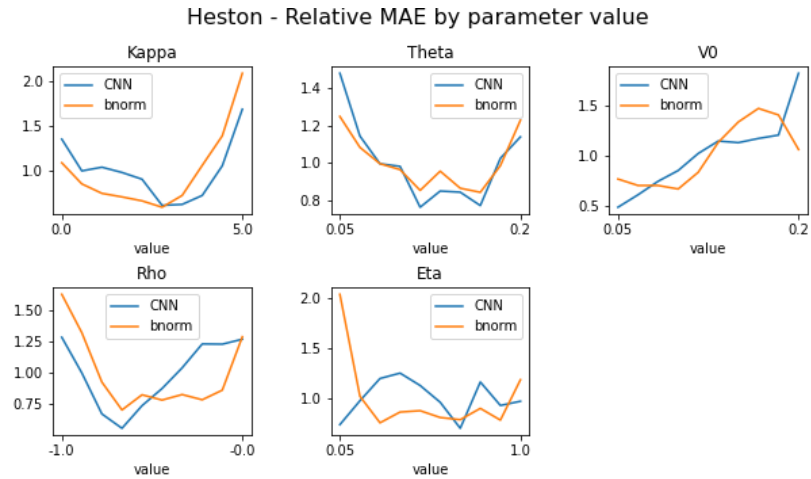 Heston - Relative MAE by parameter value
Kappa
2.0
1.5
1.0
CNN
bnorm
0.0
5.0
value
Theta
1.4
1.2
1.0
0.8
CNN
bnorm
0.05
0.2
value
V0
1.5
1.0
0.5
CNN
bnorm
0.05
0.2
value
Rho
1.50
1.25
1.00
0.75
CNN
bnorm
-1.0
-0.0
value
Eta
2.0
1.5
1.0
CNN
bnorm
0.05
1.0
value